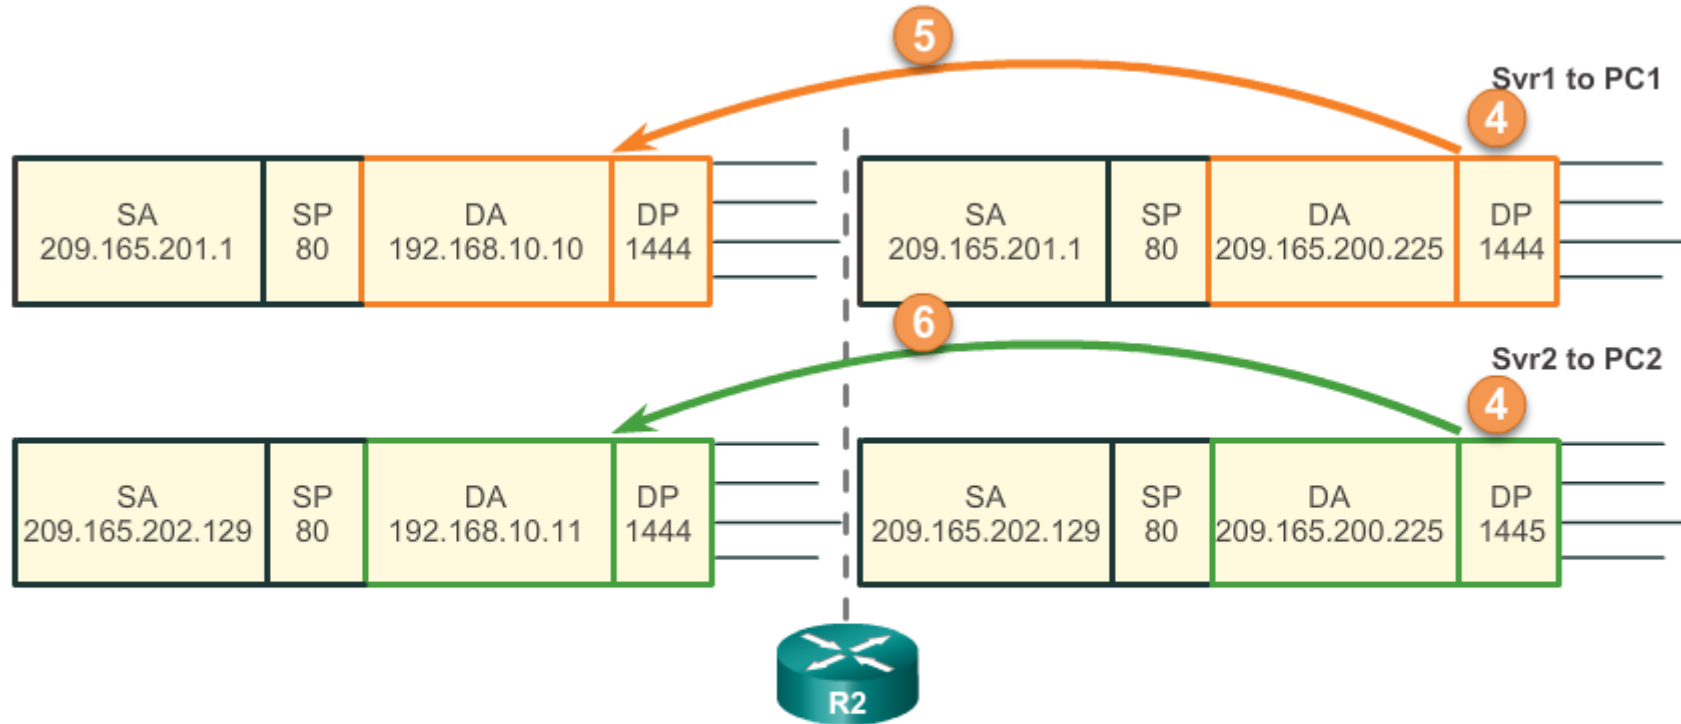 5
Svr1 to PC1
4
SA SP DA DP SA SP DA DP
209.165.201.1 80 192.168.10.10 1444 209.165.201.1 80 209.165.200.225 1444
6
Svr2 to PC2
4
SA SP DA DP SA SP DA DP
209.165.202.129 80 192.168.10.11 1444 209.165.202.129 80 209.165.200.225 1445
R2